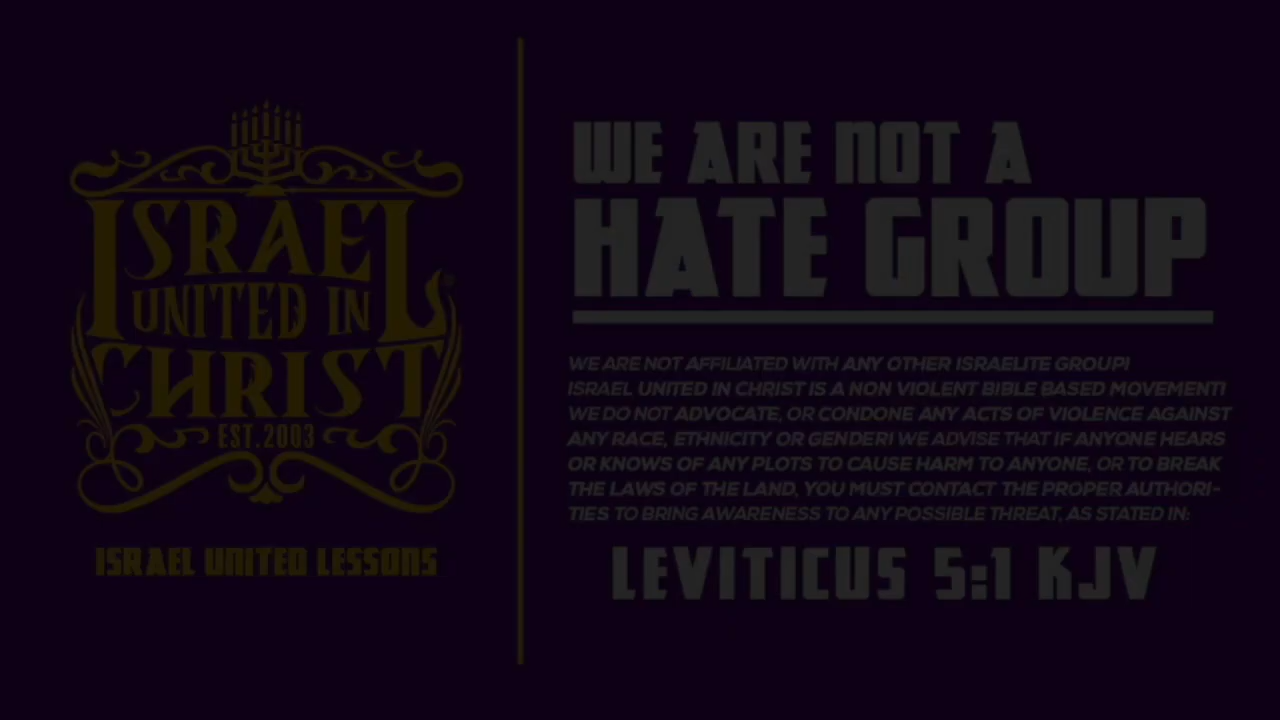 ISRAEL
UNITED IN
CHRIST
EST. 2003
ISRAEL UNITED LESSONS
WE ARE NOT A
HATE GROUP
WE ARE NOT AFFILIATED WITH ANY OTHER ISRAELITE GROUP!
ISRAEL UNITED IN CHRIST IS A NON VIOLENT BIBLE BASED MOVEMENT!
WE DO NOT ADVOCATE, OR CONDONE ANY ACTS OF VIOLENCE AGAINST
ANY RACE, ETHNICITY OR GENDER! WE ADVISE THAT IF ANYONE HEARS
OR KNOWS OF ANY PLOTS TO CAUSE HARM TO ANYONE, OR TO BREAK
THE LAWS OF THE LAND, YOU MUST CONTACT THE PROPER AUTHORI-
TIES TO BRING AWARENESS TO ANY POSSIBLE THREAT, AS STATED IN:
LEVITICUS 5:1 KJV